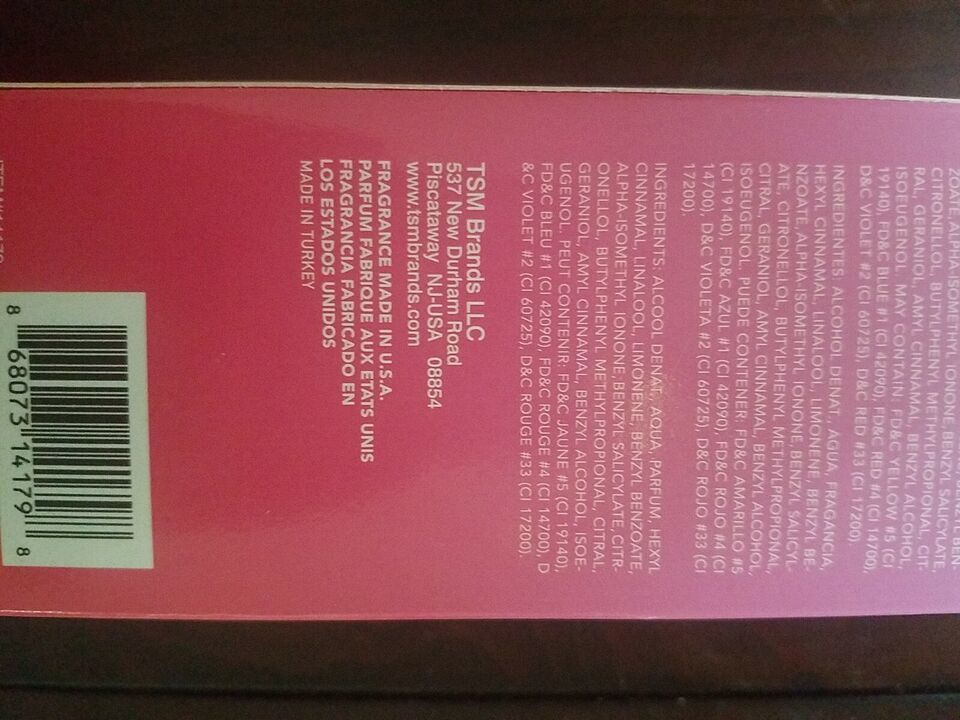 ZOATE, ALPHA-ISOMETHYL IONONE, BENZYL SALICYLATE,
CITRONELLOL, BUTYLPHENYL METHYLPROPIONAL, CIT-
RAL, GERANIOL, AMYL CINNAMAL, BENZYL ALCOHOL,
ISOEUGENOL, MAY CONTAIN: FD&C YELLOW #5 (CI
19140), FD&C BLUE #1 (CI 42090), FD&C RED #4 (CI 14700),
D&C VIOLET #2 (CI 60725), D&C RED #33 (CI 17200).
INGREDIENTES: ALCOHOL DENAT, AQUA, FRAGANCIA,
HEXYL CINNAMAL, LINALOOL, LIMONENE, BENZYL BE-
NZOATE, ALPHA-ISOMETHYL IONONE, BENZYL SALICYL-
ATE, CITRONELLOL, BUTYLPHENYL METHYLPROPIONAL,
CITRAL, GERANIOL, AMYL CINNAMAL, BENZYL ALCOHOL,
ISOEUGENOL, PUEDE CONTENER: FD&C AMARILLO #5
(CI 19140), FD&C AZUL #1 (CI 42090), FD&C ROJO #4 (CI
14700), D&C VIOLETA #2 (CI 60725), D&C ROJO #33 (CI
17200).
INGREDIENTS: ALCOOL DENAT, AQUA, PARFUM, HEXYL
CINNAMAL, LINALOOL, LIMONENE, BENZYL BENZOATE,
ALPHA-ISOMETHYL IONONE, BENZYL SALICYLATE, CITR-
ONELLOL, BUTYLPHENYL METHYLPROPIONAL, CITRAL,
GERANIOL, AMYL CINNAMAL, BENZYL ALCOHOL, ISOE-
UGENOL, PEUT CONTENIR: FD&C JAUNE #5 (CI 19140),
FD&C BLEU #1 (CI 42090), FD&C ROUGE #4 (CI 14700), D
&C VIOLET #2 (CI 60725), D&C ROUGE #33 (CI 17200).
TSM Brands LLC
537 New Durham Road
Piscataway NJ-USA 08854
www.tsmbrands.com
FRAGRANCE MADE IN U.S.A.
PARFUM FABRIQUE AUX ETATS UNIS
FRAGRANCIA FABRICADO EN
LOS ESTADOS UNIDOS
MADE IN TURKEY
8 68073 14179 8